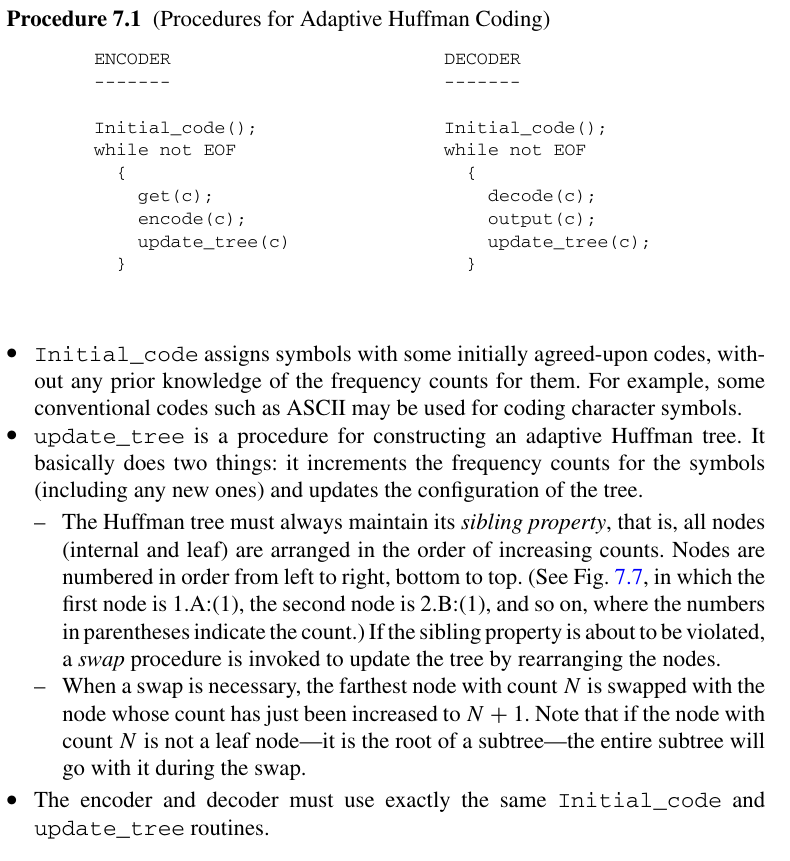 Procedure 7.1 (Procedures for Adaptive Huffman Coding)
ENCODER DECODER
------- -------
Initial_code(); Initial_code();
while not EOF while not EOF
{ {
get(c); decode(c);
encode(c); output(c);
update_tree(c) update_tree(c);
} }
• Initial_code assigns symbols with some initially agreed-upon codes, with-
out any prior knowledge of the frequency counts for them. For example, some
conventional codes such as ASCII may be used for coding character symbols.
• update_tree is a procedure for constructing an adaptive Huffman tree. It
basically does two things: it increments the frequency counts for the symbols
(including any new ones) and updates the configuration of the tree.
– The Huffman tree must always maintain its sibling property, that is, all nodes
(internal and leaf) are arranged in the order of increasing counts. Nodes are
numbered in order from left to right, bottom to top. (See Fig. 7.7, in which the
first node is 1.A:(1), the second node is 2.B:(1), and so on, where the numbers
in parentheses indicate the count.) If the sibling property is about to be violated,
a swap procedure is invoked to update the tree by rearranging the nodes.
– When a swap is necessary, the farthest node with count N is swapped with the
node whose count has just been increased to N + 1. Note that if the node with
count N is not a leaf node—it is the root of a subtree—the entire subtree will
go with it during the swap.
• The encoder and decoder must use exactly the same Initial_code and
update_tree routines.